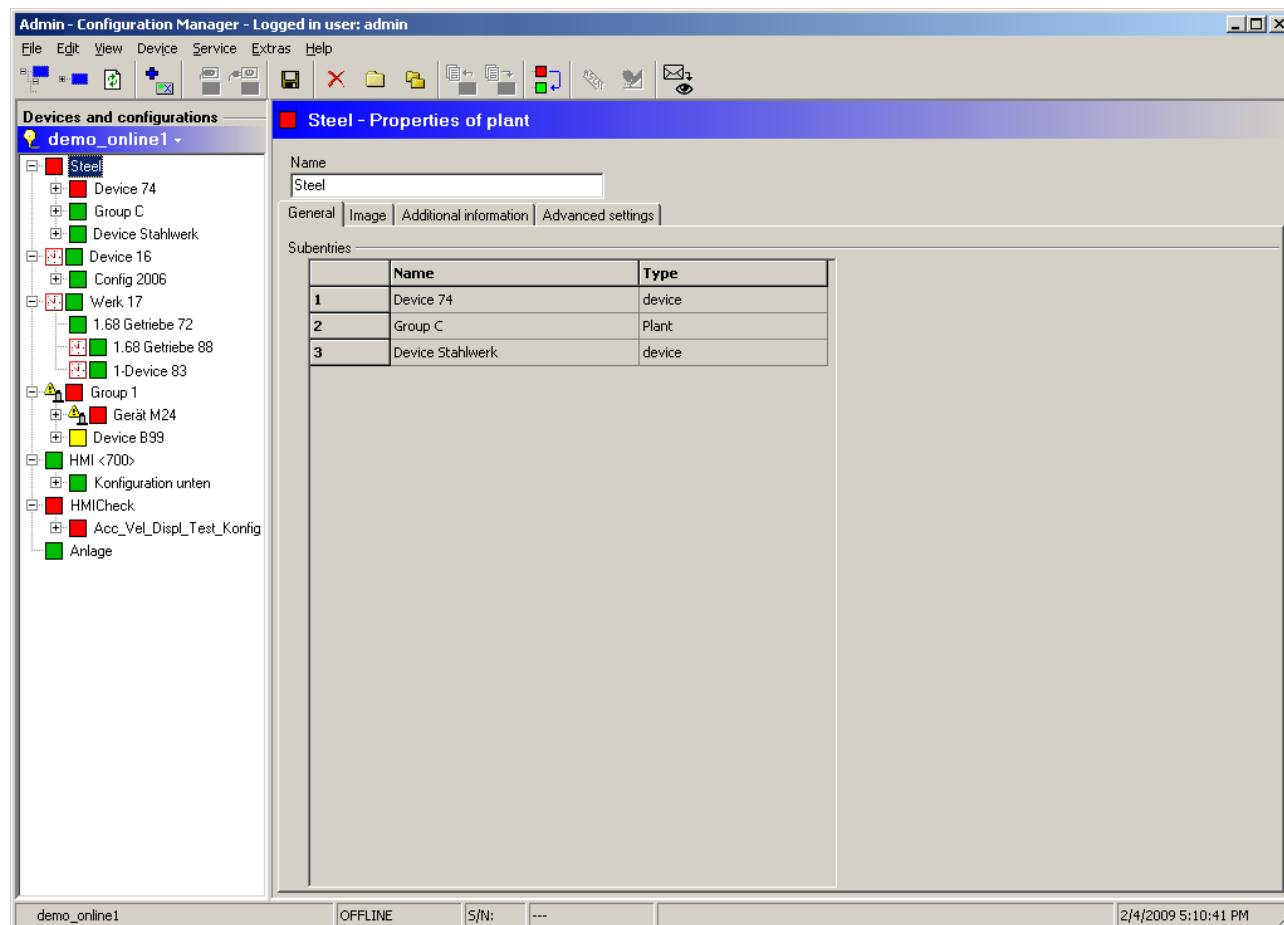 Admin - Configuration Manager - Logged in user: admin
File Edit View Device Service Extras Help
Devices and configurations
demo_online1
Steel
Device 74
Group C
Device Stahlwerk
Device 16
Config 2006
Werk 17
1.68 Getriebe 72
1.68 Getriebe 88
1-Device 83
Group 1
Gerät M24
Device B99
HMI <700>
Konfiguration unten
HMICheck
Acc_Vel_Displ_Test_Konfig
Anlage
Steel - Properties of plant
Name
Steel
General Image Additional information Advanced settings
Subentries
Name Type
1 Device 74 device
2 Group C Plant
3 Device Stahlwerk device
demo_online1 OFFLINE S/N: --- 2/4/2009 5:10:41 PM